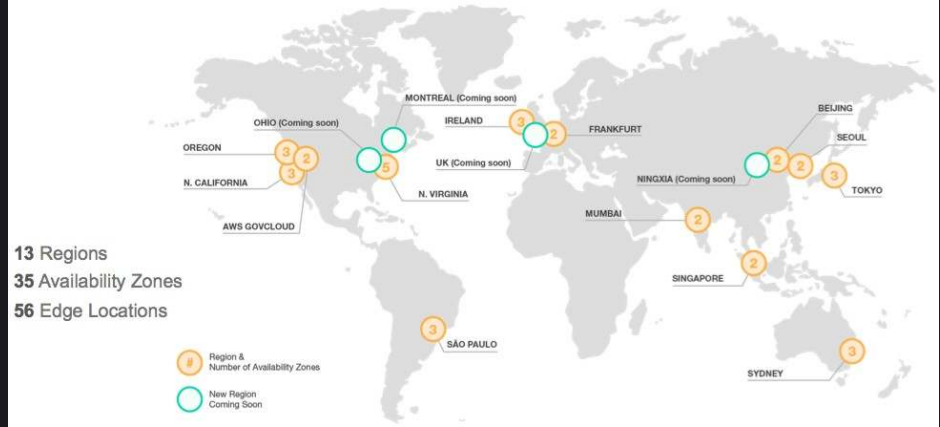 MONTREAL (Coming soon)
OHIO (Coming soon)
IRELAND
BEIJING
FRANKFURT
SEOUL
OREGON
UK (Coming soon)
N. CALIFORNIA
NINGXIA (Coming soon)
N. VIRGINIA
TOKYO
MUMBAI
AWS GOVCLOUD
3
2
3
5
3
2
2
2
3
2
2
3
3
13 Regions
35 Availability Zones
56 Edge Locations
SINGAPORE
SÃO PAULO
SYDNEY
# Region &
Number of Availability Zones
New Region
Coming Soon